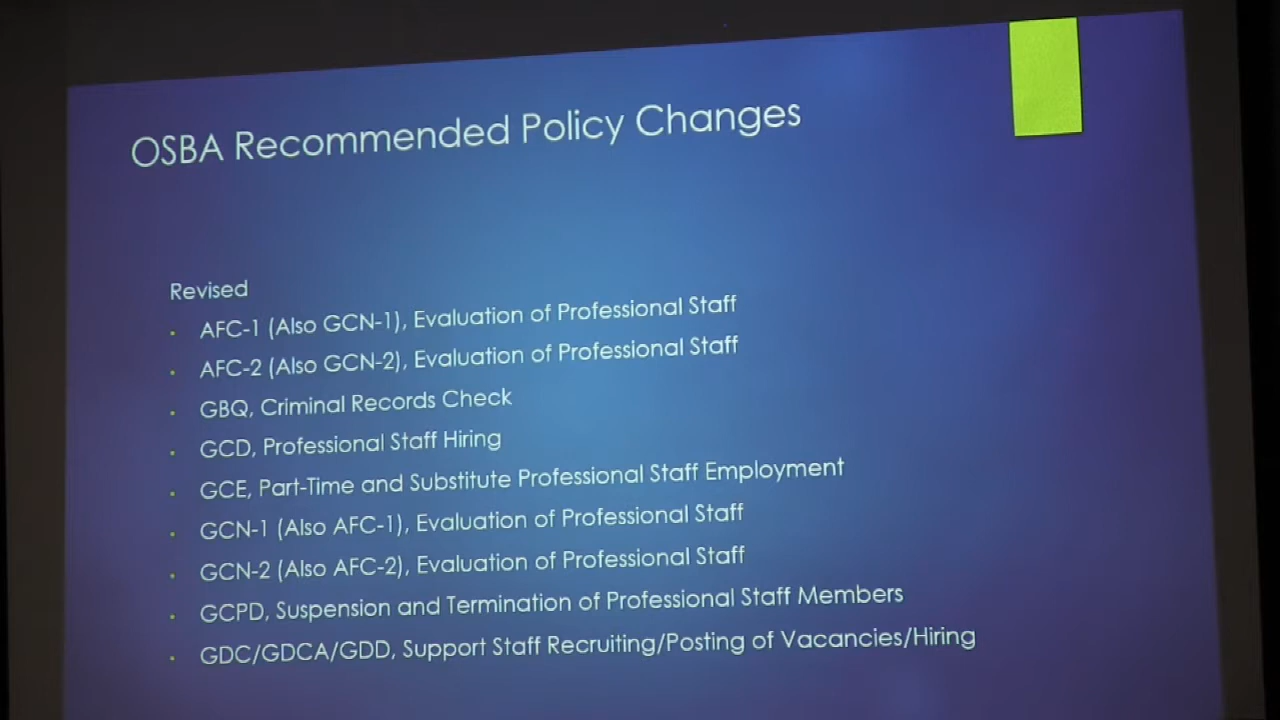 OSBA Recommended Policy Changes
Revised
▪ AFC-1 (Also GCN-1), Evaluation of Professional Staff
▪ AFC-2 (Also GCN-2), Evaluation of Professional Staff
▪ GBQ, Criminal Records Check
▪ GCD, Professional Staff Hiring
▪ GCE, Part-Time and Substitute Professional Staff Employment
▪ GCN-1 (Also AFC-1), Evaluation of Professional Staff
▪ GCN-2 (Also AFC-2), Evaluation of Professional Staff
▪ GCPD, Suspension and Termination of Professional Staff Members
▪ GDC/GDCA/GDD, Support Staff Recruiting/Posting of Vacancies/Hiring